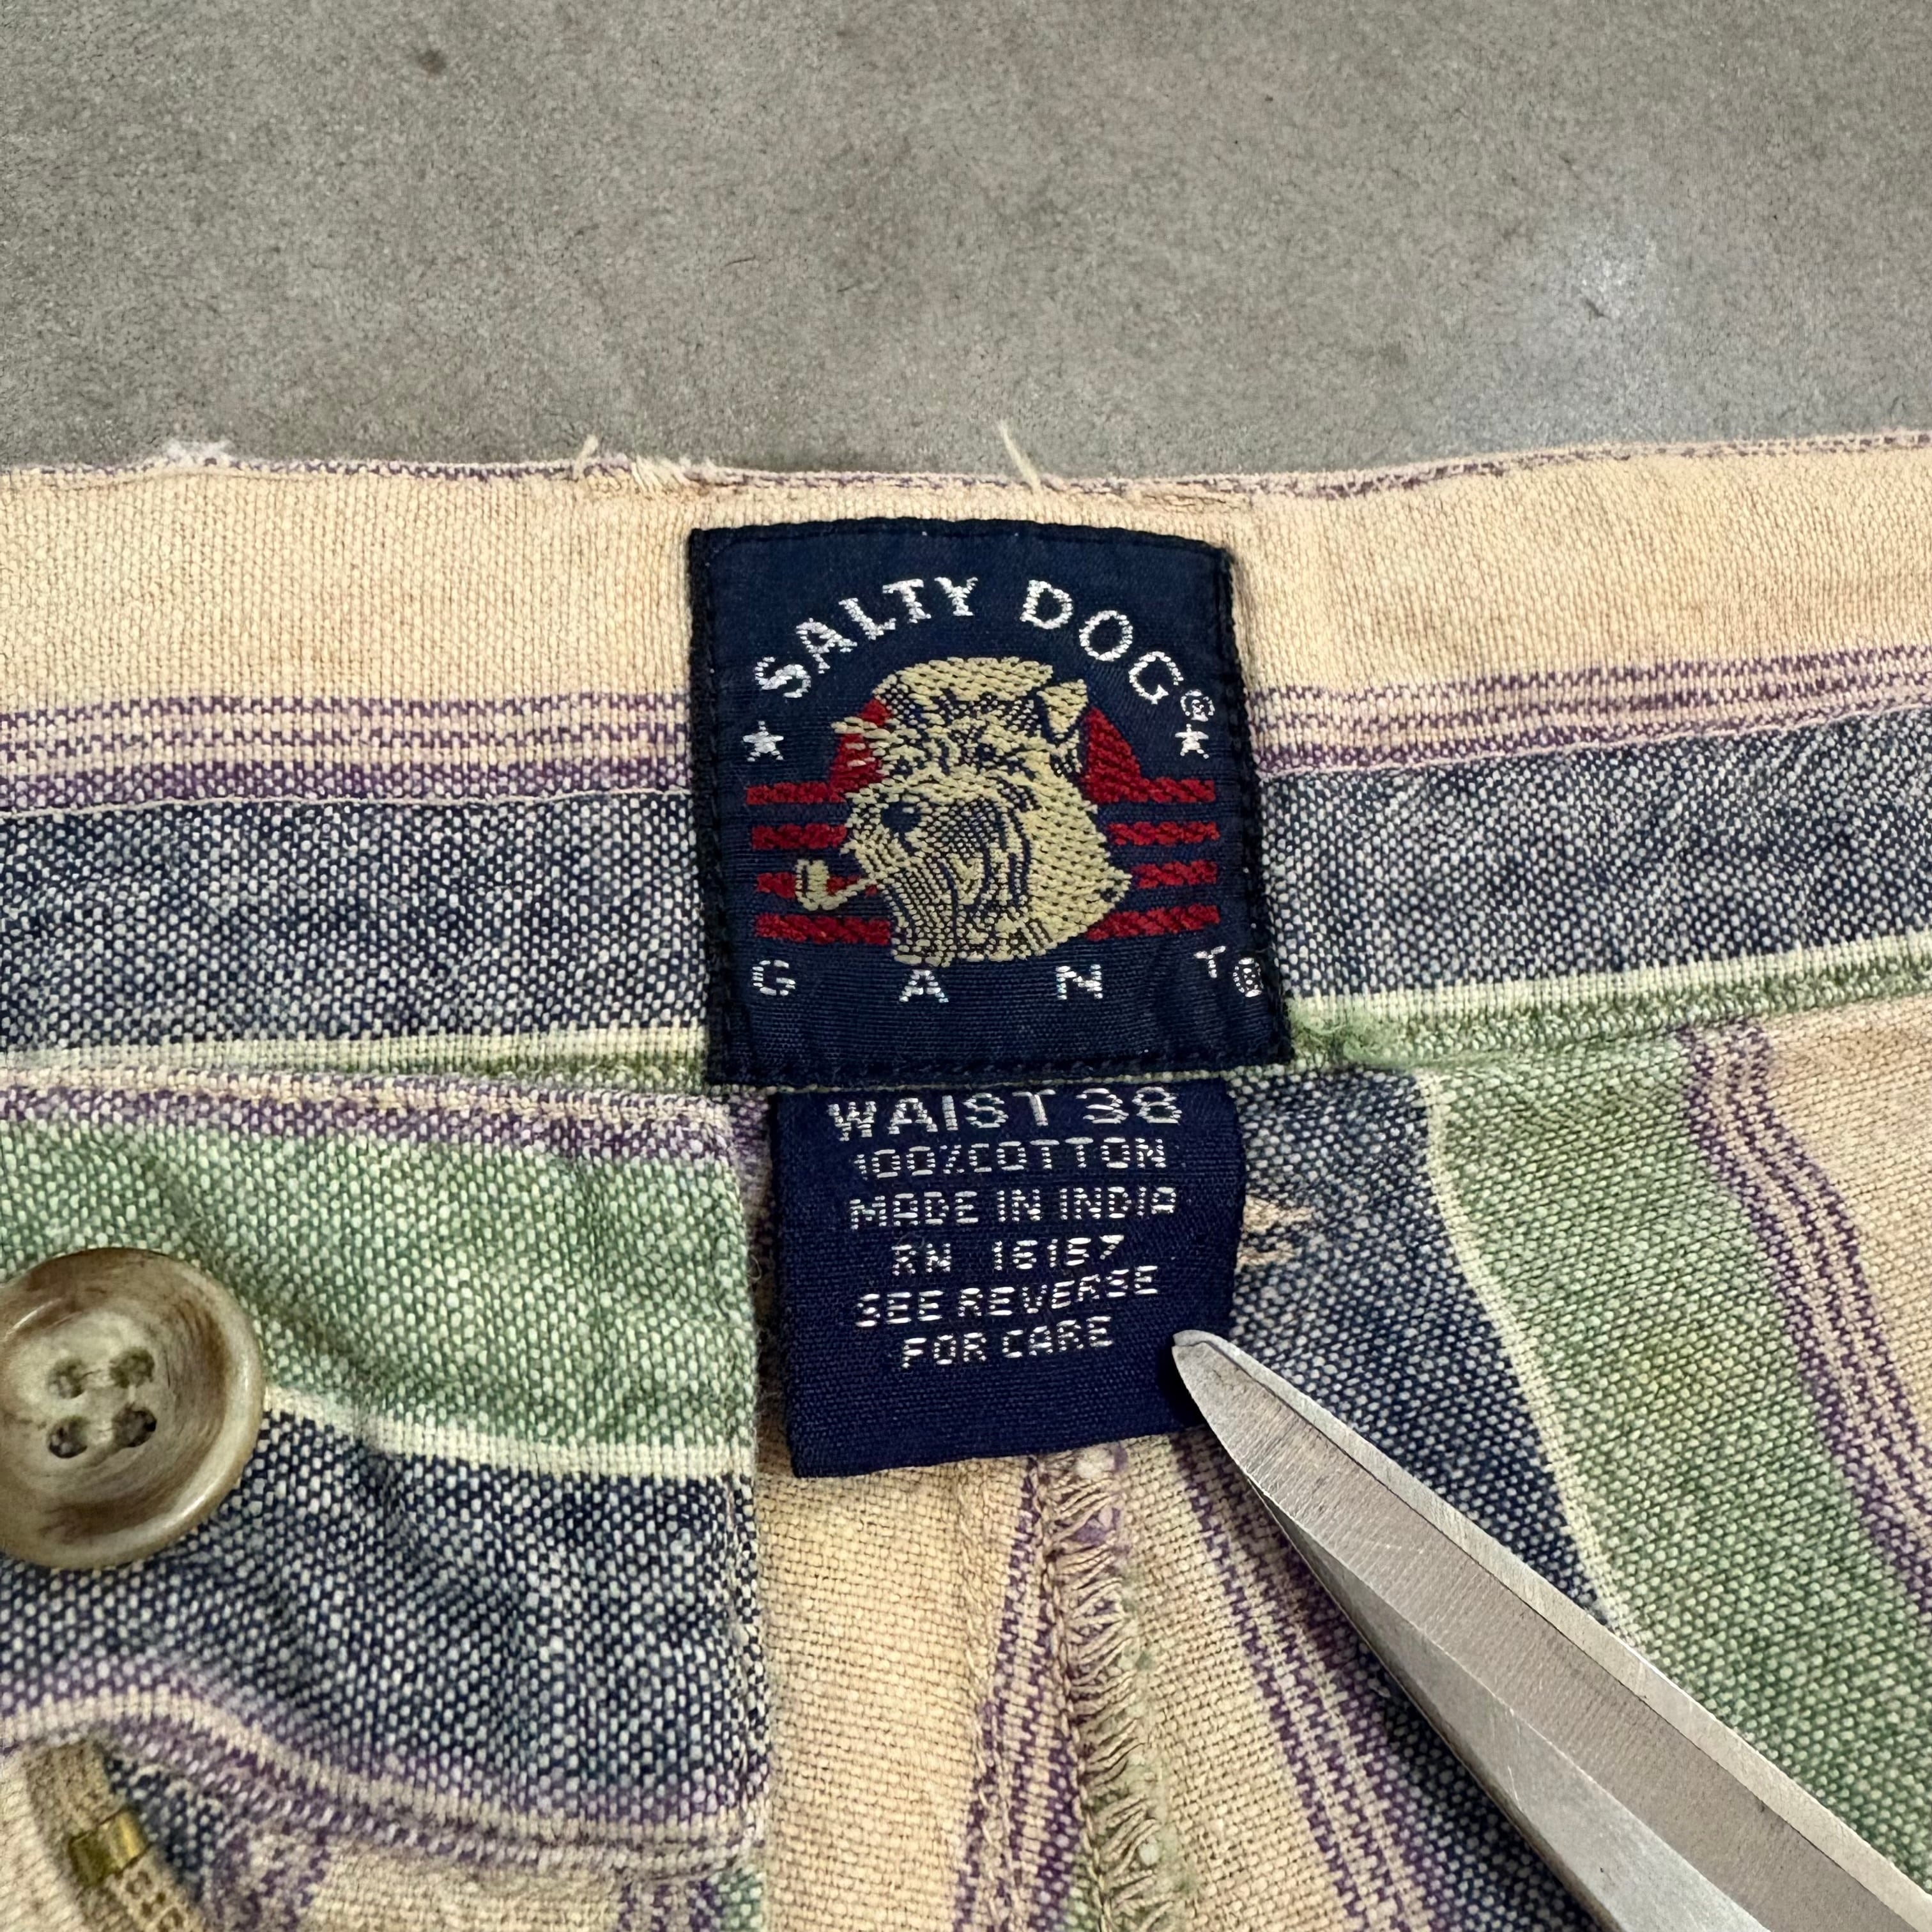 SALTY DOG®
GANT®
WAIST 38
100%COTTON
MADE IN INDIA
RN 16157
SEE REVERSE
FOR CARE